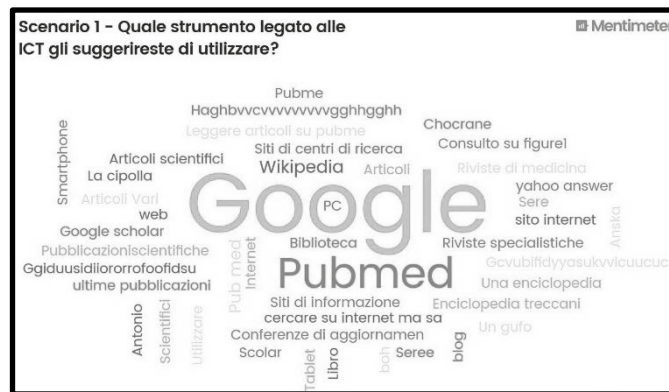 Scenario 1 - Quale strumento legato alle
ICT gli suggerireste di utilizzare?
Mentimeter
Pubme
Haghbvvcvvvvvvvvgghhgghh
Leggere articoli su pubme
Chocrane
Smartphone
Siti di centri di ricerca
Consulto su figure1
Articoli scientifici
Wikipedia
Articoli
Riviste di medicina
La cipolla
yahoo answer
Articoli Vari
Google
PC
Sere
web
sito internet
Anska
Google scholar
Biblioteca
Riviste specialistiche
Pubblicazioniscientifiche
Pub med
Internet
Pubmed
Ggiduusidiiororrofoofidsu
Una enciclopedia
ultime pubblicazioni
Siti di informazione
Enciclopedia treccani
cercare su internet ma sa
Antonio
Scientifici
Utilizzare
Un gufo
Conferenze di aggiornamen
Scolar
Tablet
Libro
boh
Seree
blog